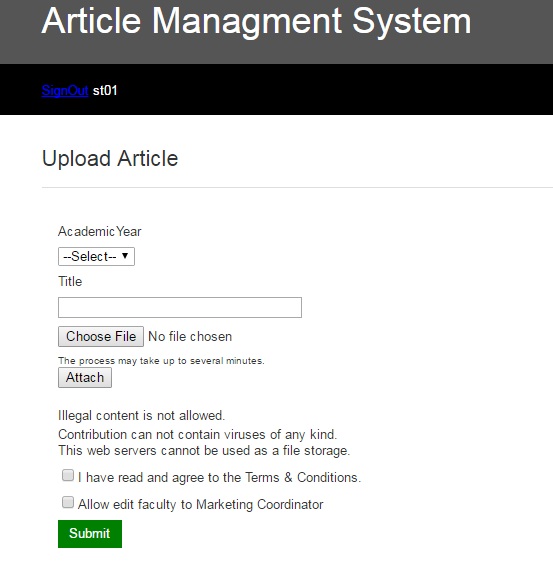 Article Managment System
SignOut st01
Upload Article
AcademicYear
--Select--
Title
Choose File No file chosen
The process may take up to several minutes.
Attach
Illegal content is not allowed.
Contribution can not contain viruses of any kind.
This web servers cannot be used as a file storage.
I have read and agree to the Terms & Conditions.
Allow edit faculty to Marketing Coordinator
Submit